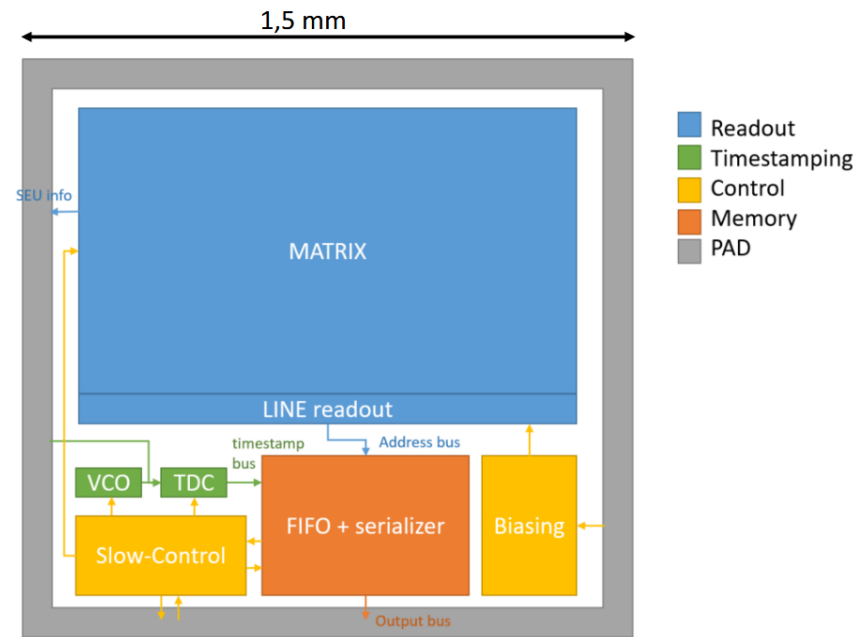 1,5 mm
Readout
Timestamping
Control
Memory
PAD
SEU info
MATRIX
LINE readout
timestamp
bus
Address bus
VCO
TDC
FIFO + serializer
Biasing
Slow-Control
Output bus